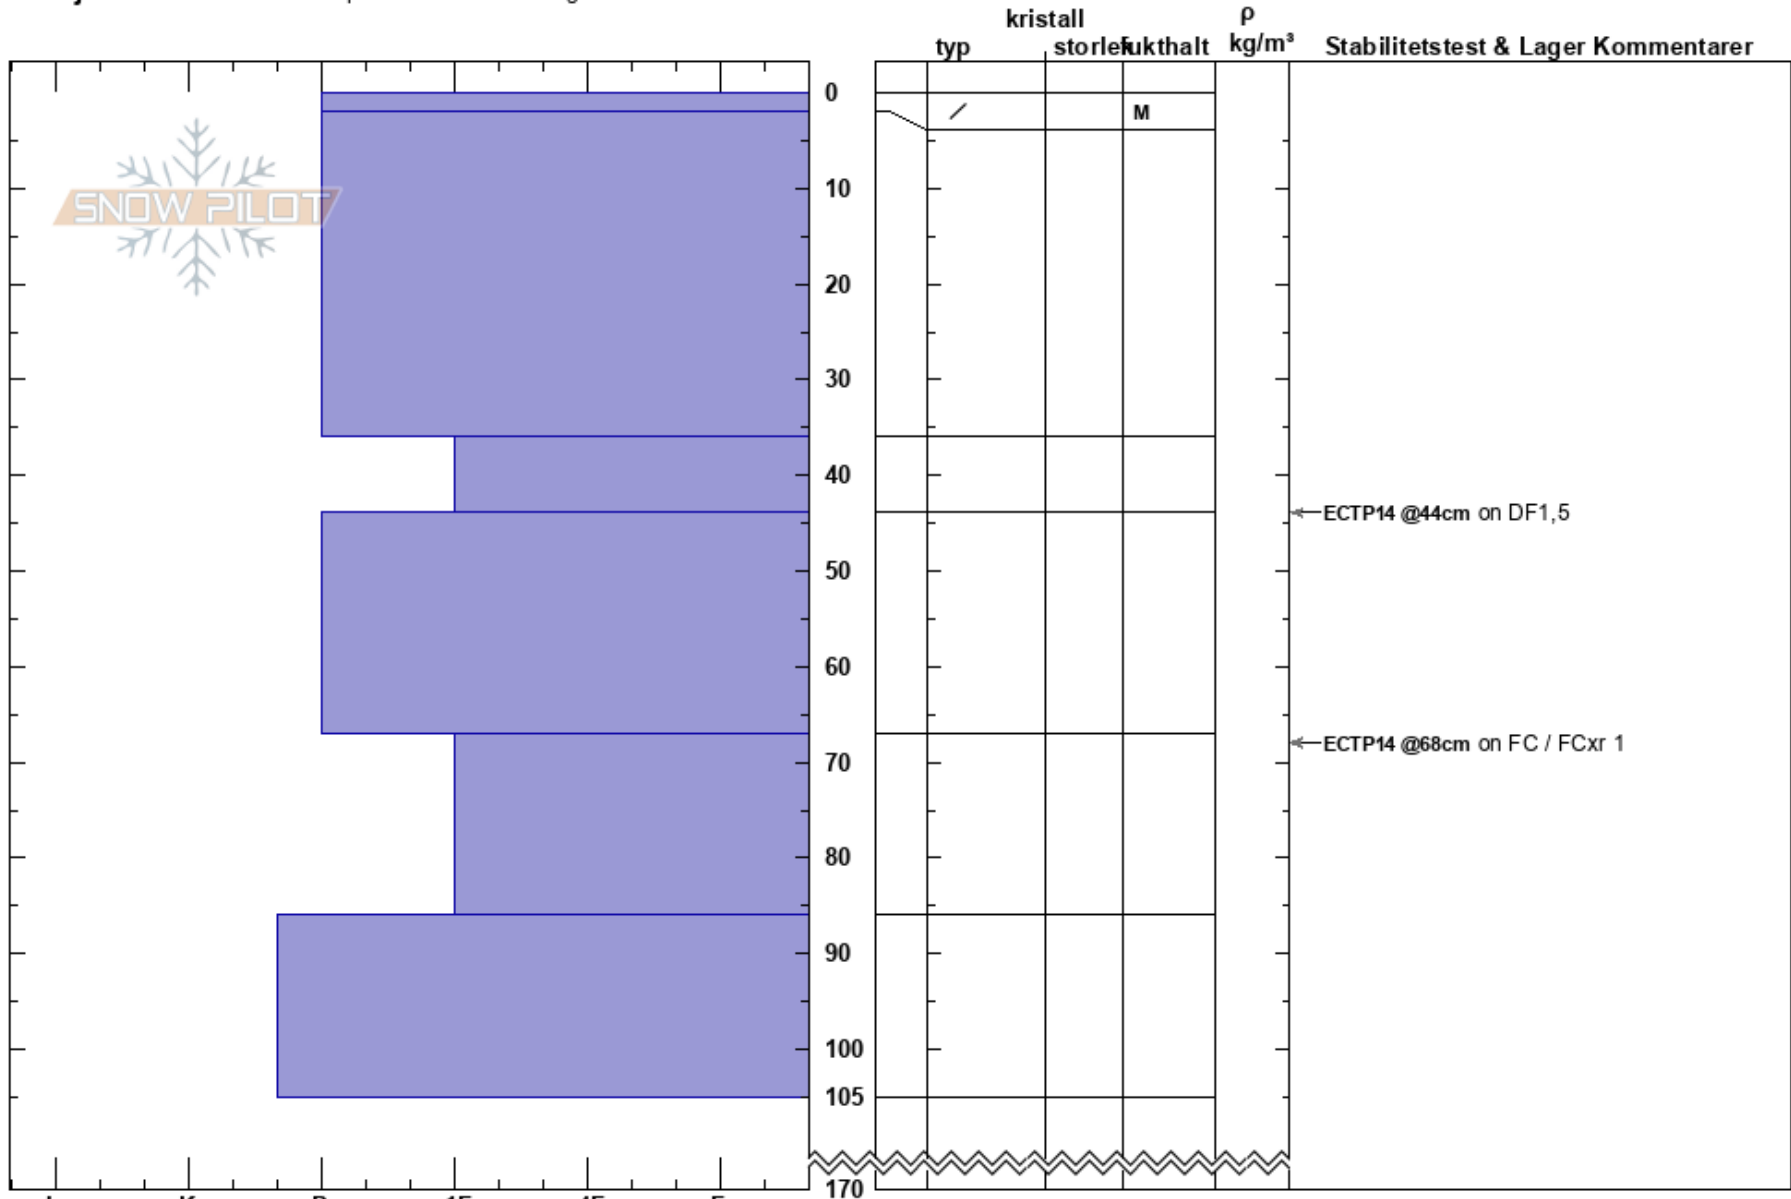 kristall ρ
typ storlek fukthalt kg/m³ Stabilitetstest & Lager Kommentarer
0
M
SNOW PILOT
10
20
30
40
ECTP14 @44cm on DF1,5
50
60
ECTP14 @68cm on FC / FCxr 1
70
80
90
100
105
170